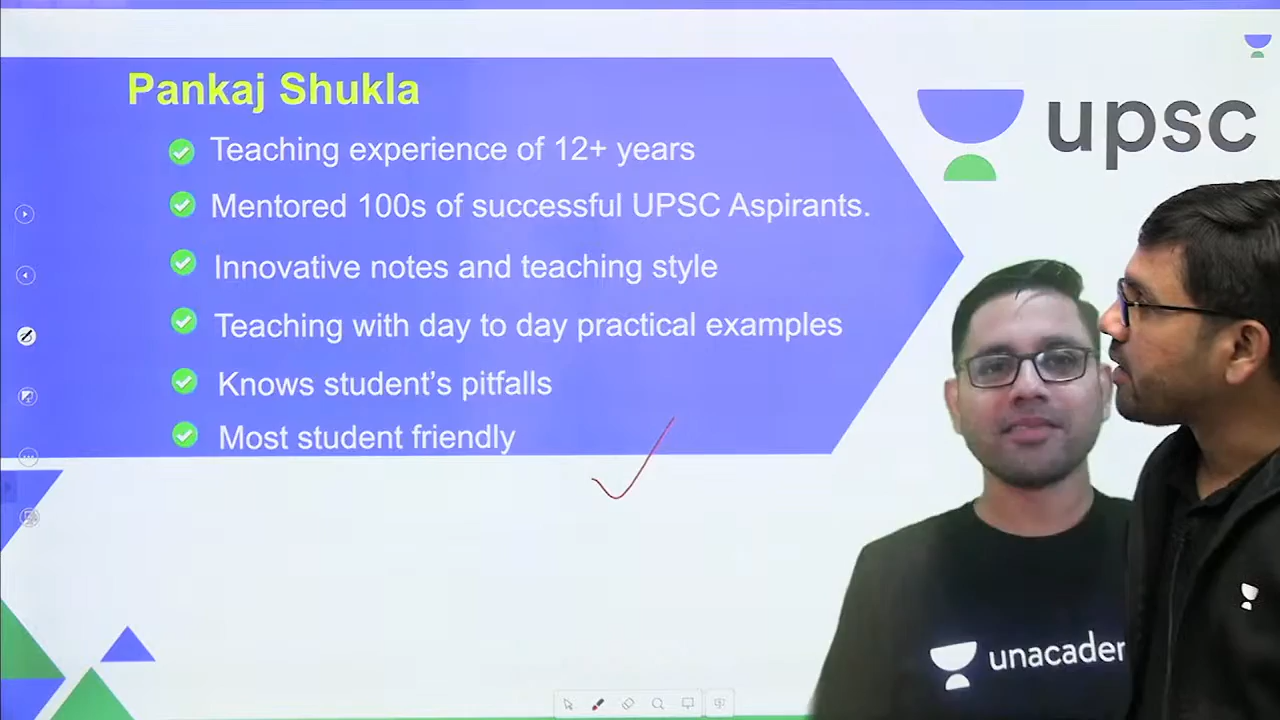 Pankaj Shukla
upsc
Teaching experience of 12+ years
Mentored 100s of successful UPSC Aspirants.
Innovative notes and teaching style
Teaching with day to day practical examples
Knows student’s pitfalls
Most student friendly
unacadem